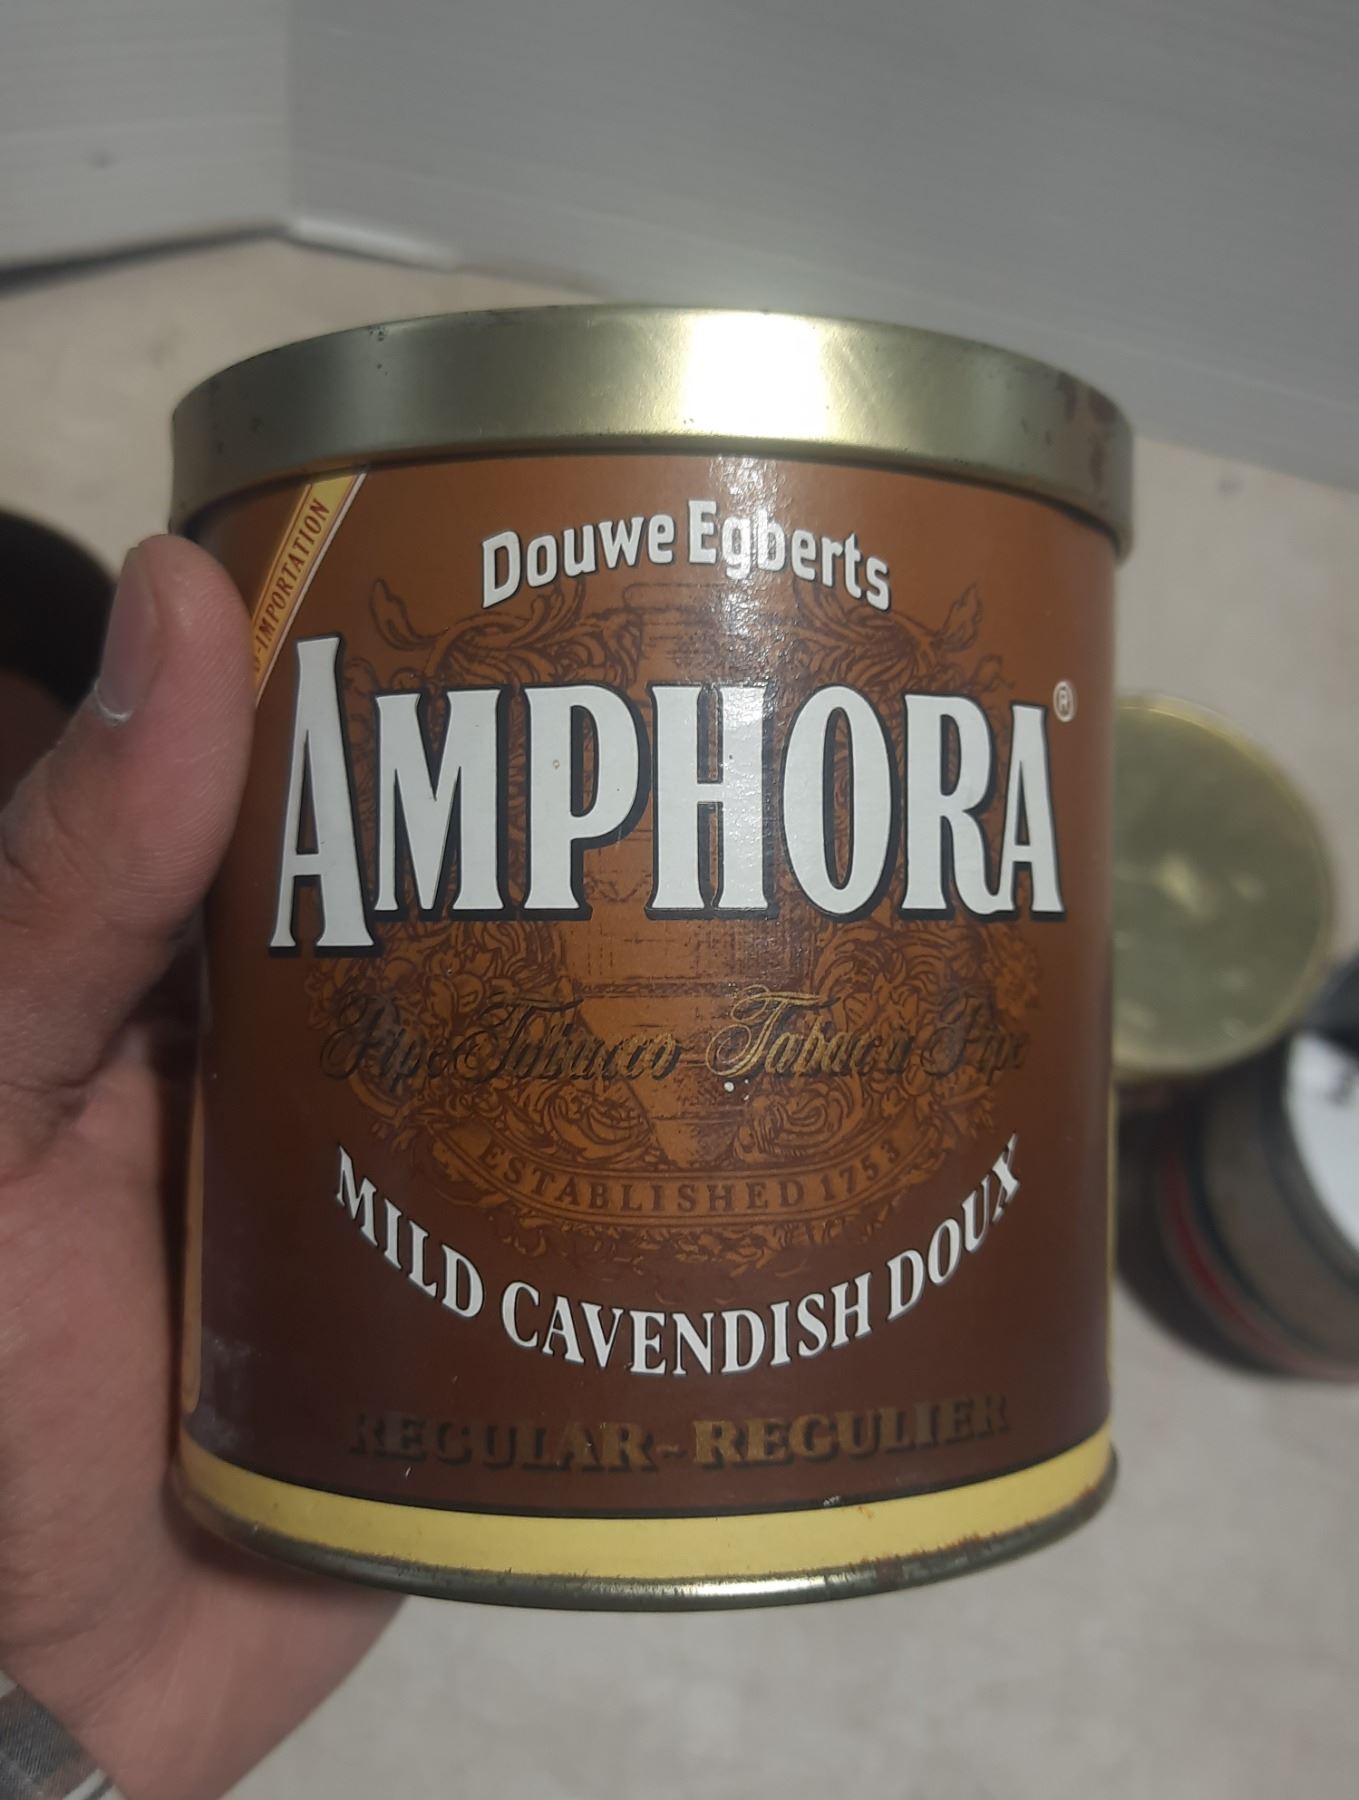 -IMPORTATION
Douwe Egberts
AMPHORA®
Pipe Tobacco - Tabac à Pipe
ESTABLISHED 1753
MILD CAVENDISH DOUX
REGULAR - REGULIER